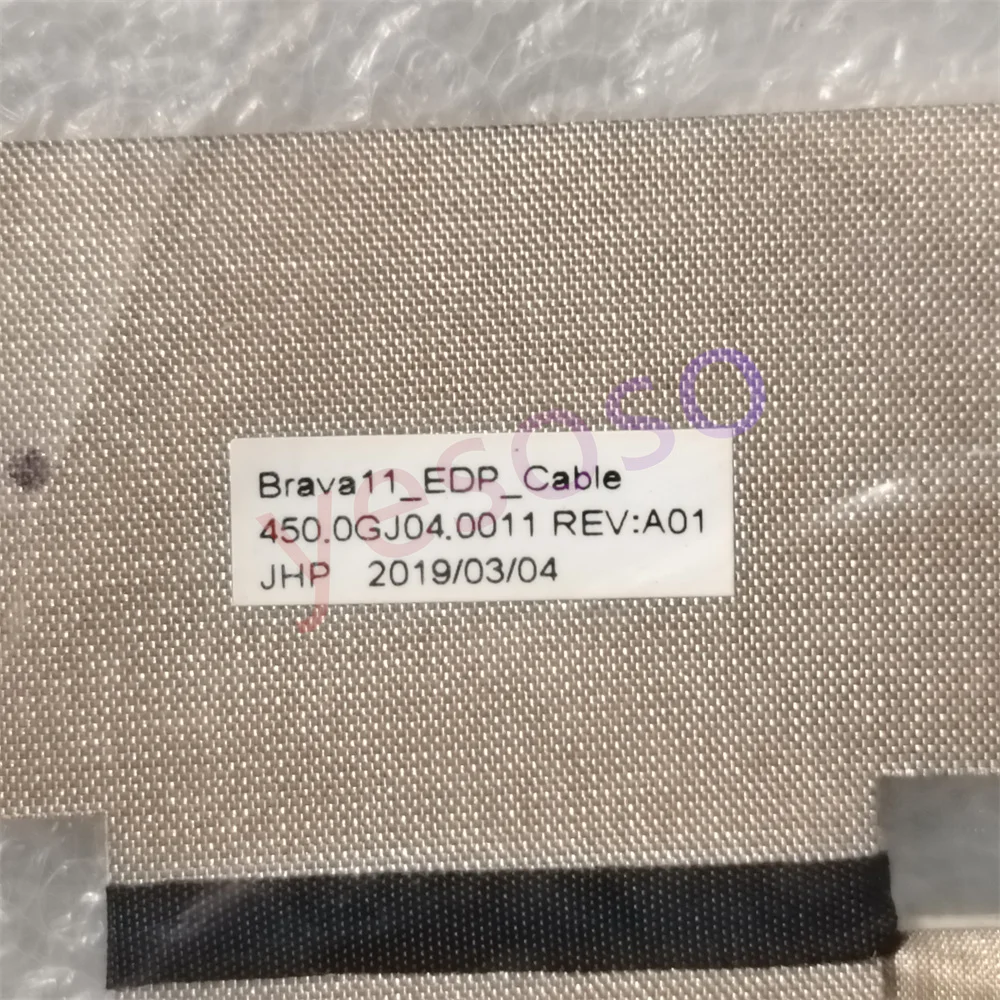 yesoso
Brava11_EDP_Cable
450.0GJ04.0011 REV:A01
JHP 2019/03/04